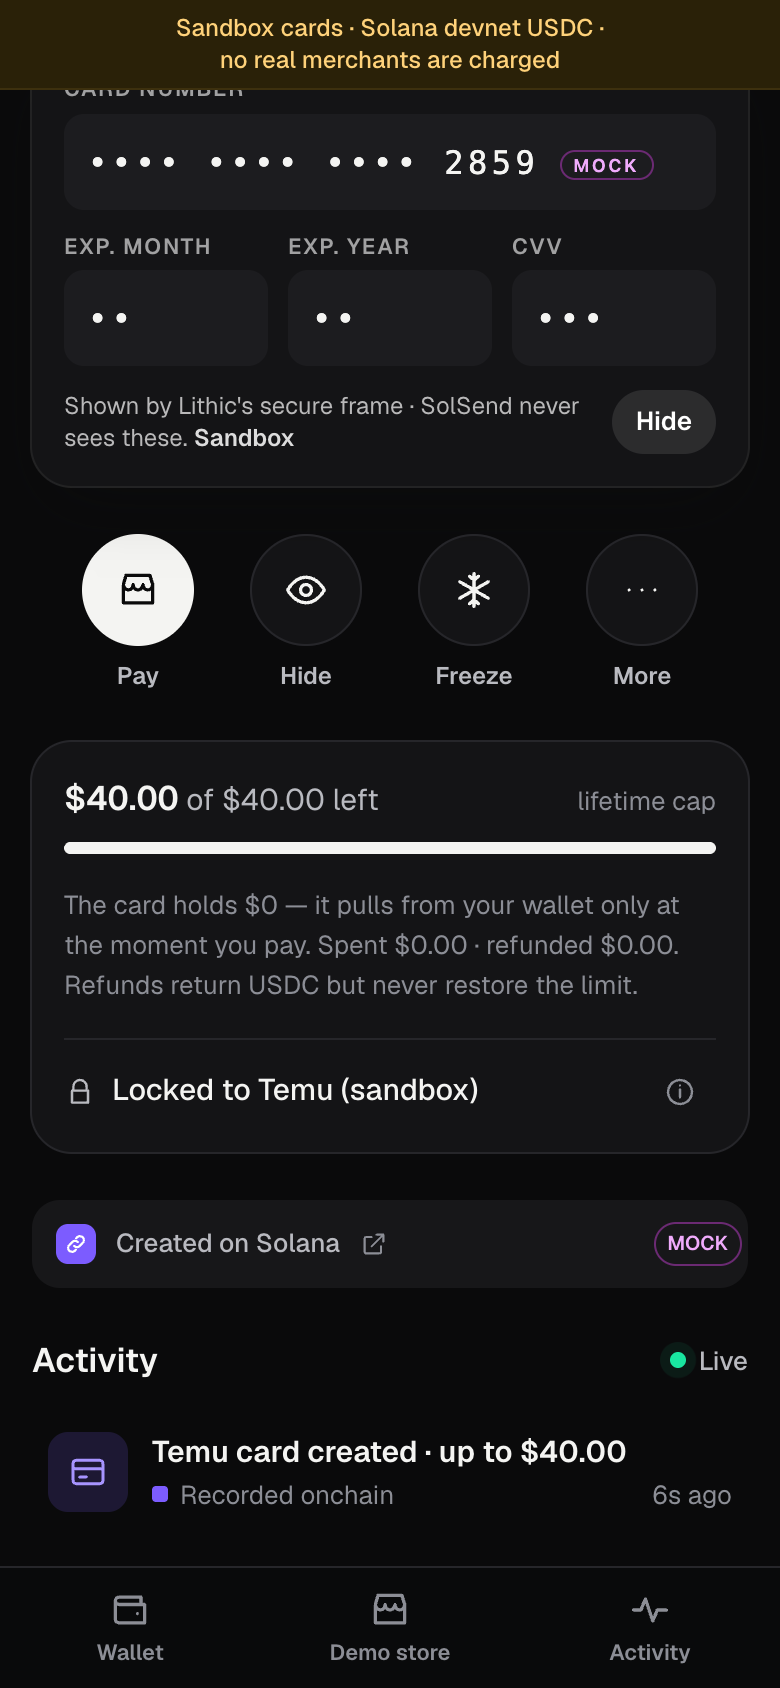 Sandbox cards · Solana devnet USDC ·
no real merchants are charged
CARD NUMBER
•••• •••• •••• 2859 MOCK
EXP. MONTH EXP. YEAR CVV
•• •• •••
Shown by Lithic's secure frame · SolSend never
sees these. Sandbox
Hide
Pay Hide Freeze More
$40.00 of $40.00 left lifetime cap
The card holds $0 — it pulls from your wallet only at
the moment you pay. Spent $0.00 · refunded $0.00.
Refunds return USDC but never restore the limit.
Locked to Temu (sandbox)
Created on Solana MOCK
Activity Live
Temu card created · up to $40.00
Recorded onchain 6s ago
Wallet Demo store Activity